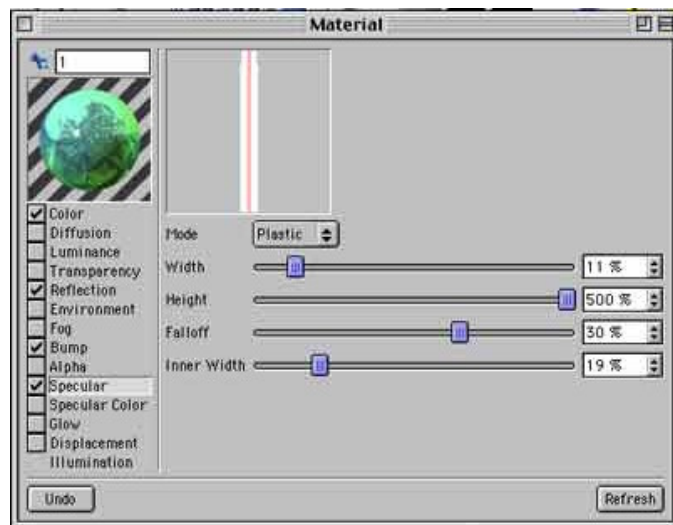 Material
1
Color
Diffusion
Luminance
Transparency
Reflection
Environment
Fog
Bump
Alpha
Specular
Specular Color
Glow
Displacement
Illumination
Mode Plastic
Width 11 %
Height 500 %
Falloff 30 %
Inner Width 19 %
Undo Refresh